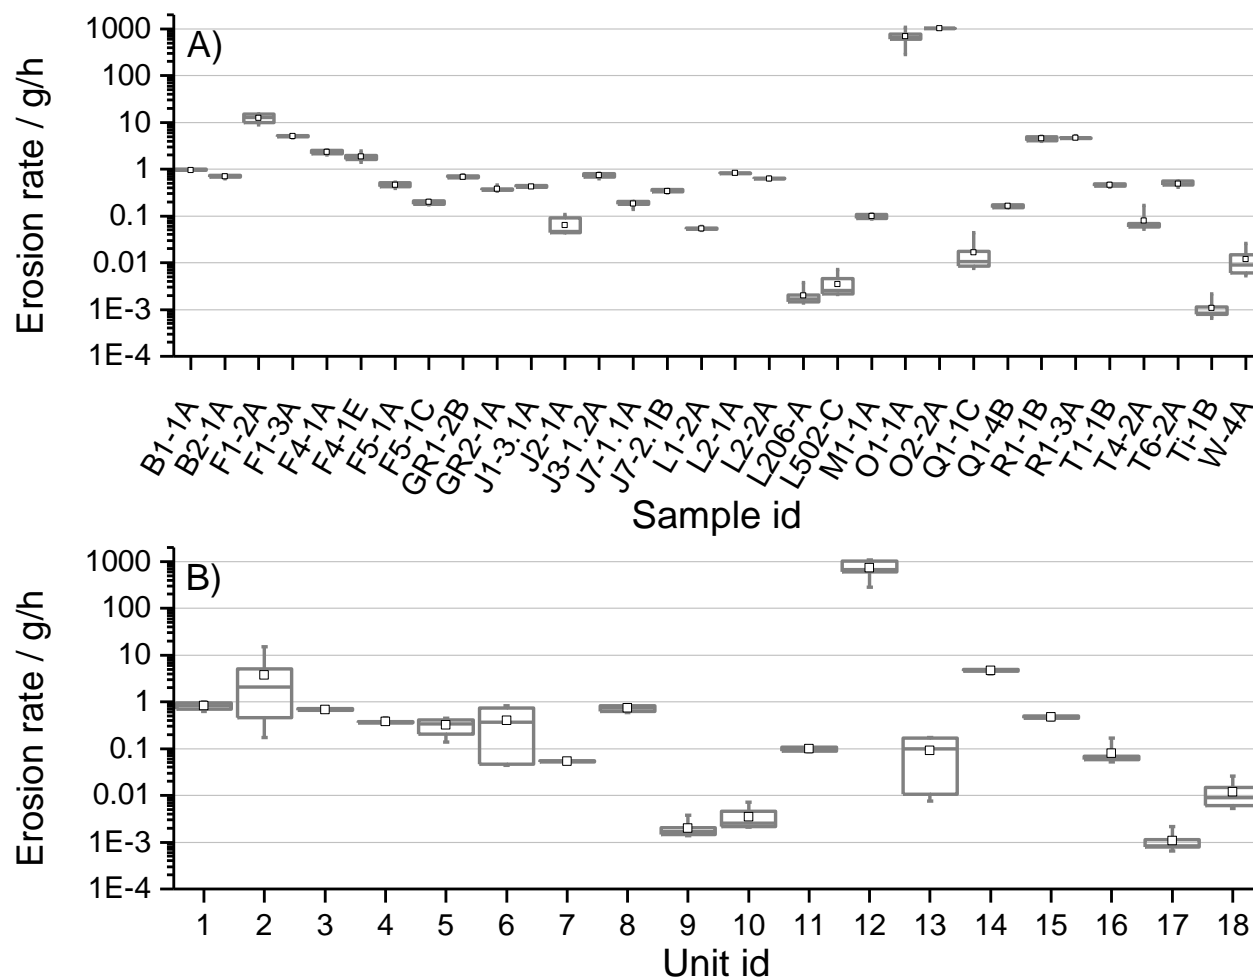 A)
Erosion rate / g/h
1000
100
10
1
0.1
0.01
1E-3
1E-4
B1-1A
B2-1A
F1-2A
F1-3A
F4-1A
F4-1E
F5-1A
F5-1C
GR1-2B
GR2-1A
J1-3.1A
J2-1A
J3-1.2A
J7-1.1A
J7-2.1B
L1-2A
L2-1A
L2-2A
L206-A
L502-C
M1-1A
O1-1A
O2-2A
Q1-1C
Q1-4B
R1-1B
R1-3A
T1-1B
T4-2A
T6-2A
Ti-1B
W-4A
Sample id
B)
Erosion rate / g/h
1000
100
10
1
0.1
0.01
1E-3
1E-4
1 2 3 4 5 6 7 8 9 10 11 12 13 14 15 16 17 18
Unit id